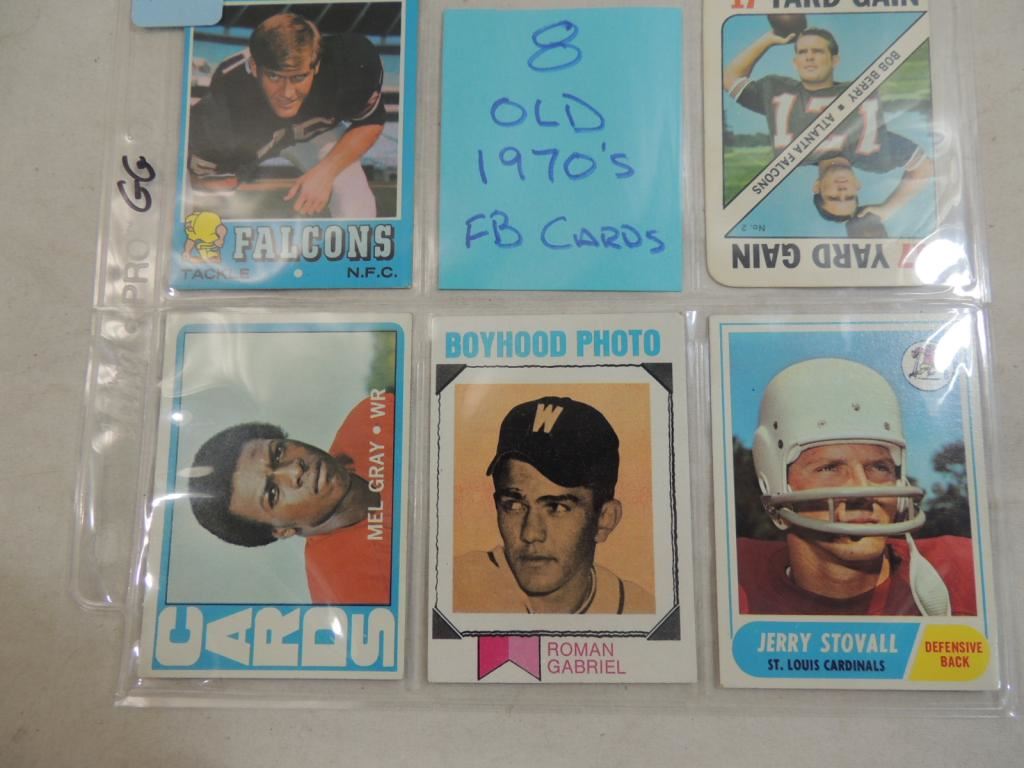 FALCONS
TACKLE N.F.C.
8
OLD
1970's
FB CARDS
17 YARD GAIN
BOB BERRY • ATLANTA FALCONS
No. 2
YARD GAIN
GG
PRO
MEL GRAY • WR
CARDS
BOYHOOD PHOTO
W
ROMAN
GABRIEL
JERRY STOVALL
ST. LOUIS CARDINALS
DEFENSIVE
BACK